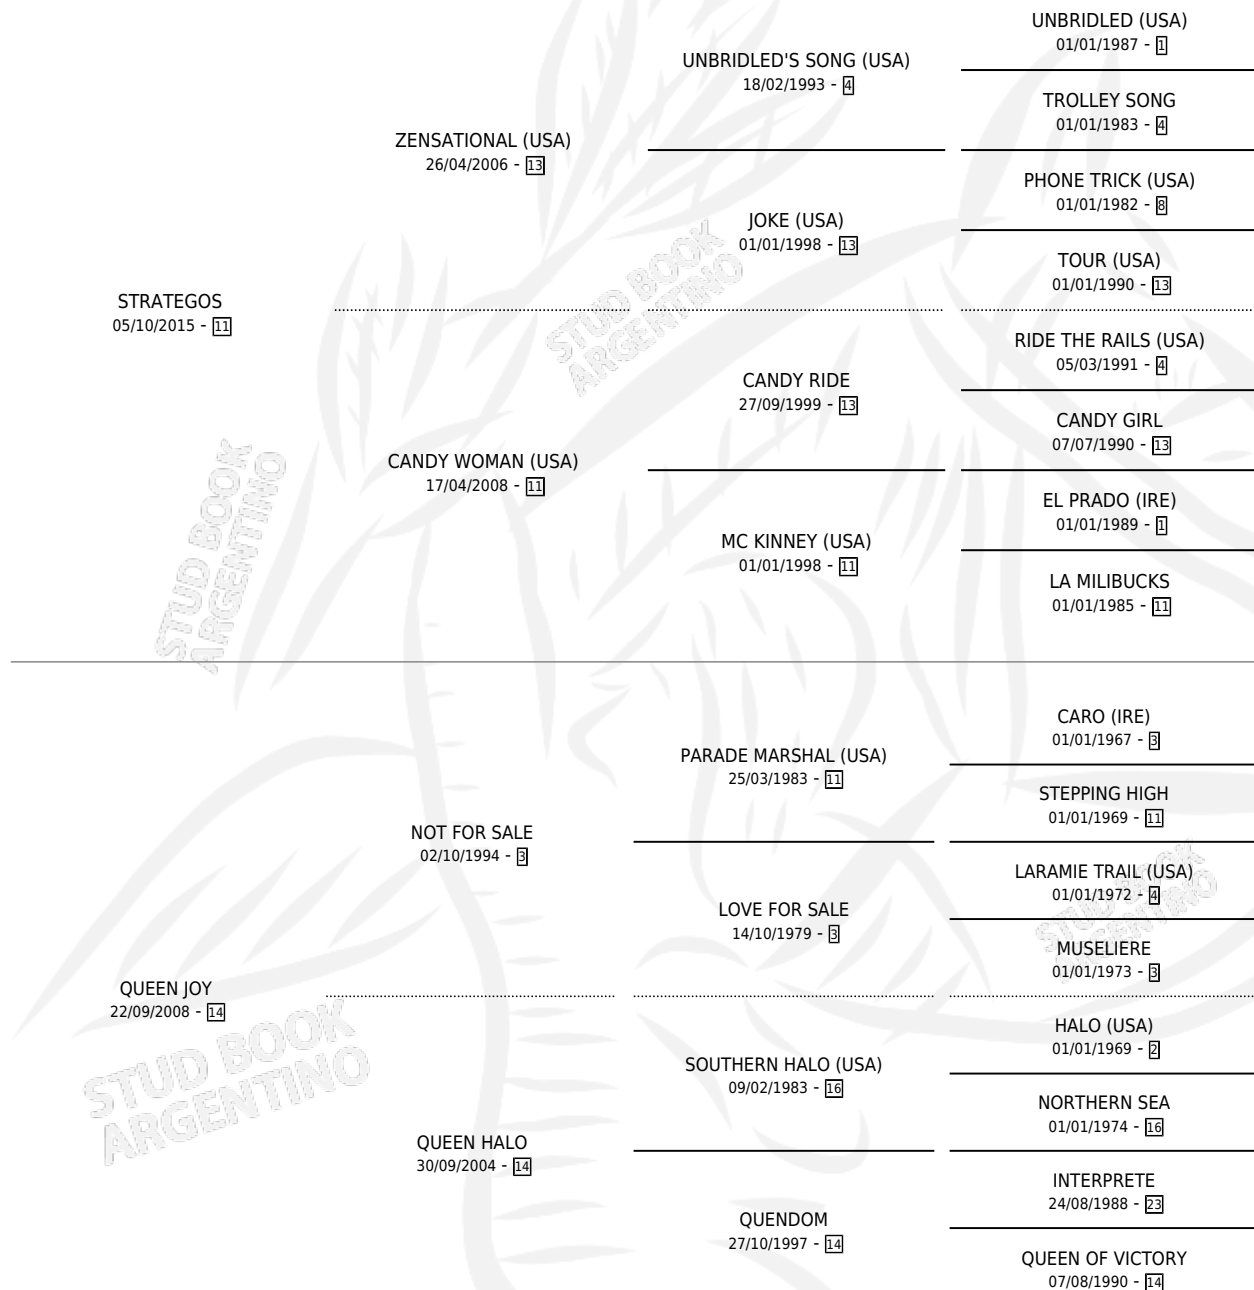 UNBRIDLED (USA)
01/01/1987 - 1
UNBRIDLED'S SONG (USA)
18/02/1993 - 4
TROLLEY SONG
01/01/1983 - 4
ZENSATIONAL (USA)
26/04/2006 - 13
PHONE TRICK (USA)
01/01/1982 - 8
JOKE (USA)
01/01/1998 - 13
TOUR (USA)
01/01/1990 - 13
STRATEGOS
05/10/2015 - 11
STUD BOOK
ARGENTINO
RIDE THE RAILS (USA)
05/03/1991 - 4
CANDY RIDE
27/09/1999 - 13
CANDY GIRL
07/07/1990 - 13
CANDY WOMAN (USA)
17/04/2008 - 11
EL PRADO (IRE)
01/01/1989 - 1
MC KINNEY (USA)
01/01/1998 - 11
LA MILIBUCKS
01/01/1985 - 11
STUD BOOK
ARGENTINO
CARO (IRE)
01/01/1967 - 3
PARADE MARSHAL (USA)
25/03/1983 - 11
STEPPING HIGH
01/01/1969 - 11
NOT FOR SALE
02/10/1994 - 3
LARAMIE TRAIL (USA)
01/01/1972 - 4
LOVE FOR SALE
14/10/1979 - 3
MUSELIERE
01/01/1973 - 3
STUD BOOK
ARGENTINO
QUEEN JOY
22/09/2008 - 14
HALO (USA)
01/01/1969 - 2
SOUTHERN HALO (USA)
09/02/1983 - 16
NORTHERN SEA
01/01/1974 - 16
STUD BOOK
ARGENTINO
QUEEN HALO
30/09/2004 - 14
INTERPRETE
24/08/1988 - 23
QUENDOM
27/10/1997 - 14
QUEEN OF VICTORY
07/08/1990 - 14